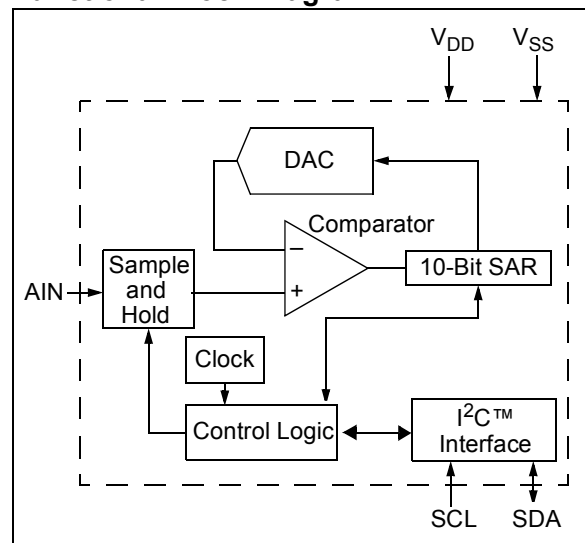 V_DD
V_SS
DAC
Comparator
–
+
Sample
and
Hold
AIN
10-Bit SAR
Clock
Control Logic
I²C™
Interface
SCL
SDA